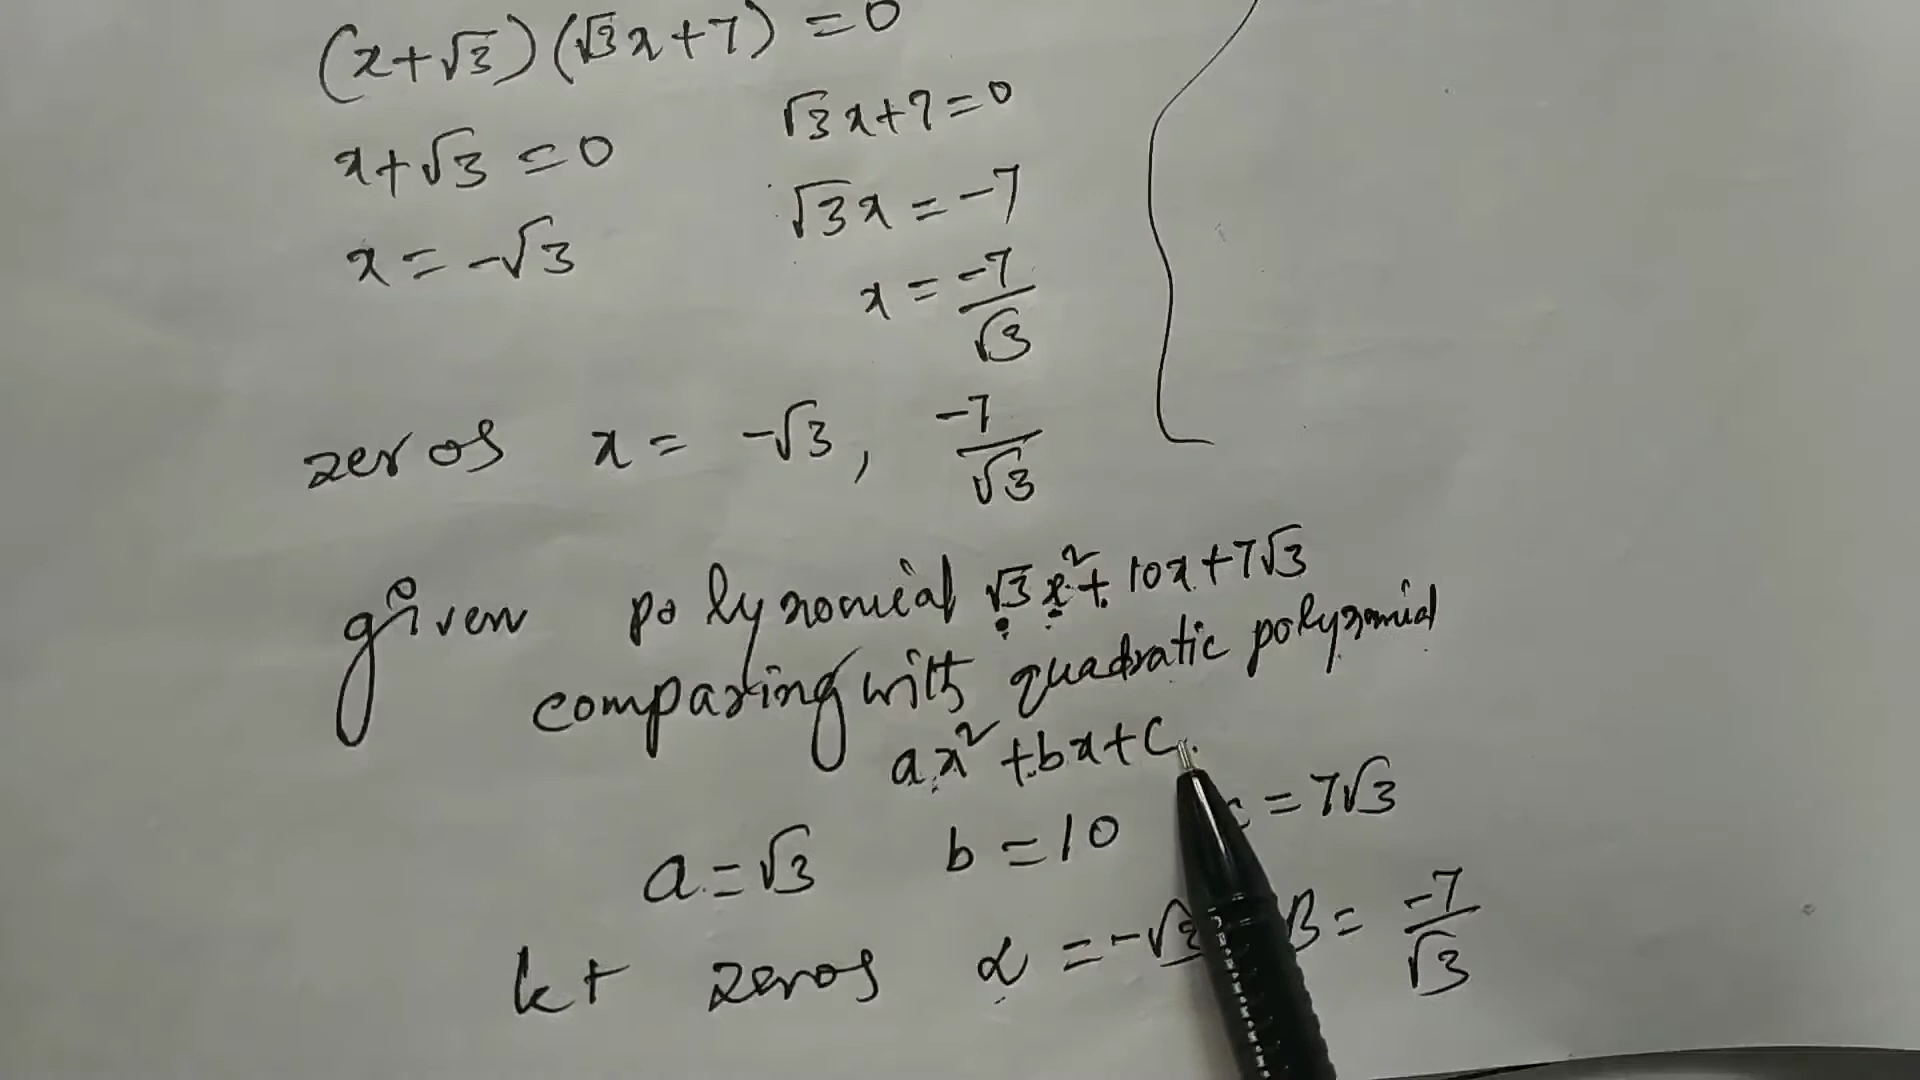 (x+√3)(√3x+7)=0
x+√3=0
√3x+7=0
√3x=-7
x=-√3
x=-7/√3
zeros x= -√3, -7/√3
given polynomial √3x²+10x+7√3
comparing with quadratic polynomial
ax²+bx+c
a=√3 b=10 c=7√3
let zeros α=-√3 β= -7/√3